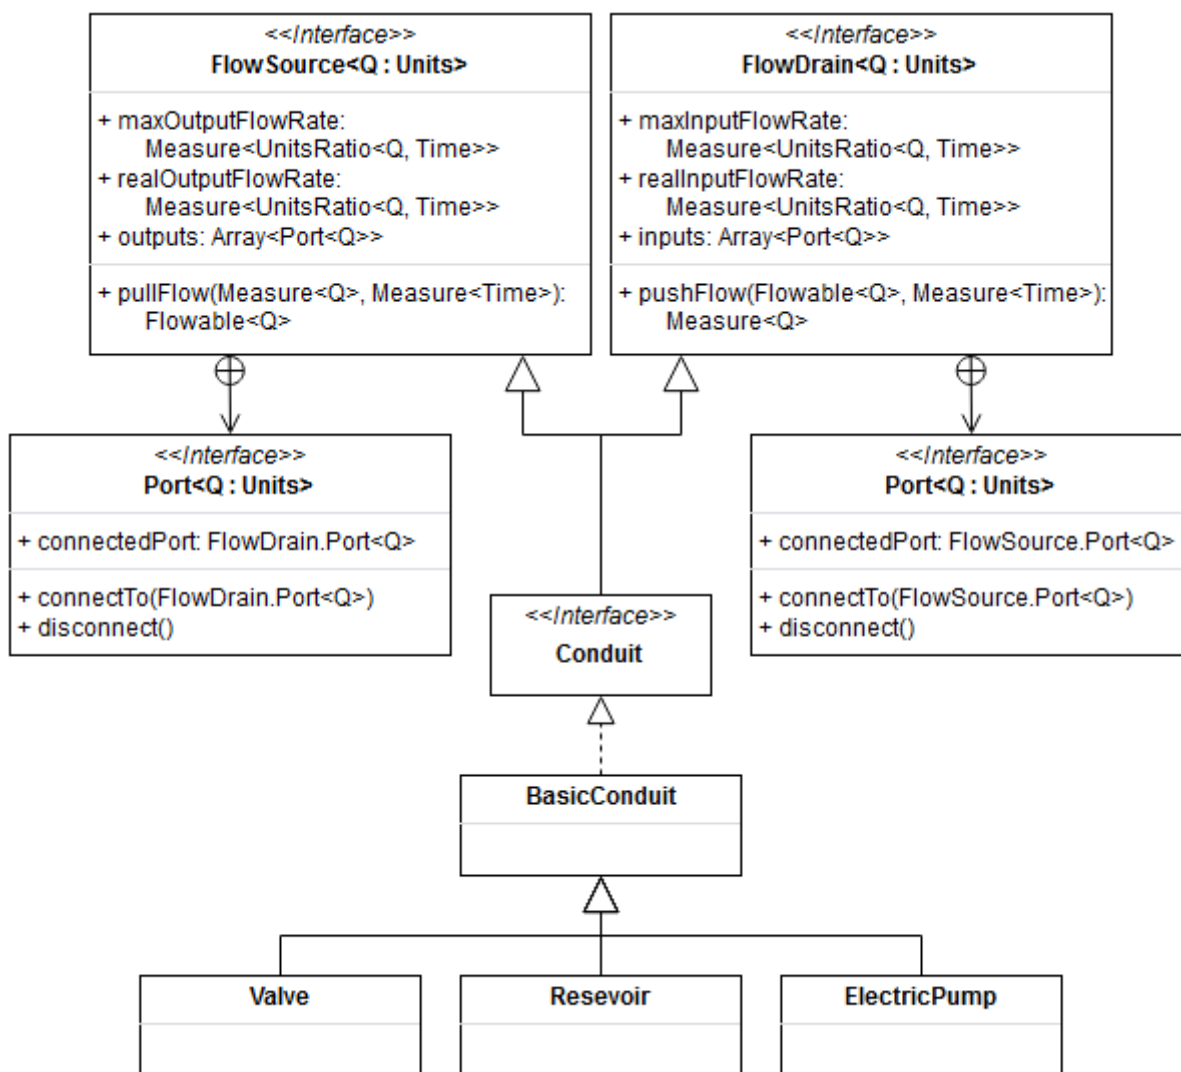 <<Interface>>
FlowSource<Q : Units>
+ maxOutputFlowRate:
Measure<UnitsRatio<Q, Time>>
+ realOutputFlowRate:
Measure<UnitsRatio<Q, Time>>
+ outputs: Array<Port<Q>>
+ pullFlow(Measure<Q>, Measure<Time>):
Flowable<Q>
<<Interface>>
FlowDrain<Q : Units>
+ maxInputFlowRate:
Measure<UnitsRatio<Q, Time>>
+ realInputFlowRate:
Measure<UnitsRatio<Q, Time>>
+ inputs: Array<Port<Q>>
+ pushFlow(Flowable<Q>, Measure<Time>):
Measure<Q>
<<Interface>>
Port<Q : Units>
+ connectedPort: FlowDrain.Port<Q>
+ connectTo(FlowDrain.Port<Q>)
+ disconnect()
<<Interface>>
Port<Q : Units>
+ connectedPort: FlowSource.Port<Q>
+ connectTo(FlowSource.Port<Q>)
+ disconnect()
<<Interface>>
Conduit
BasicConduit
Valve
Resevoir
ElectricPump